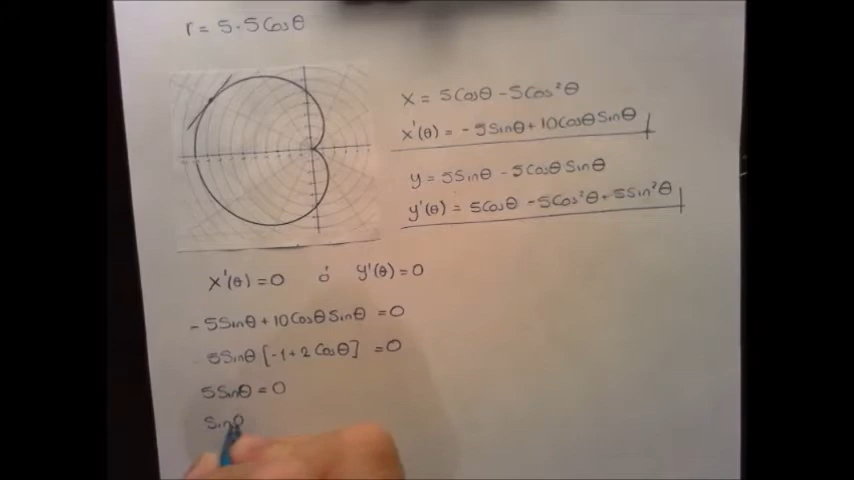 r = 5-5Cosθ
x = 5Cosθ - 5Cos²θ
x'(θ) = -5Sinθ+10CosθSinθ
y = 5Sinθ - 5CosθSinθ
y'(θ) = 5Cosθ - 5Cos²θ+5Sin²θ
x'(θ) = 0 ó y'(θ) = 0
-5Sinθ+10CosθSinθ = 0
5Sinθ[-1+2Cosθ] = 0
5Sinθ = 0
Sinθ